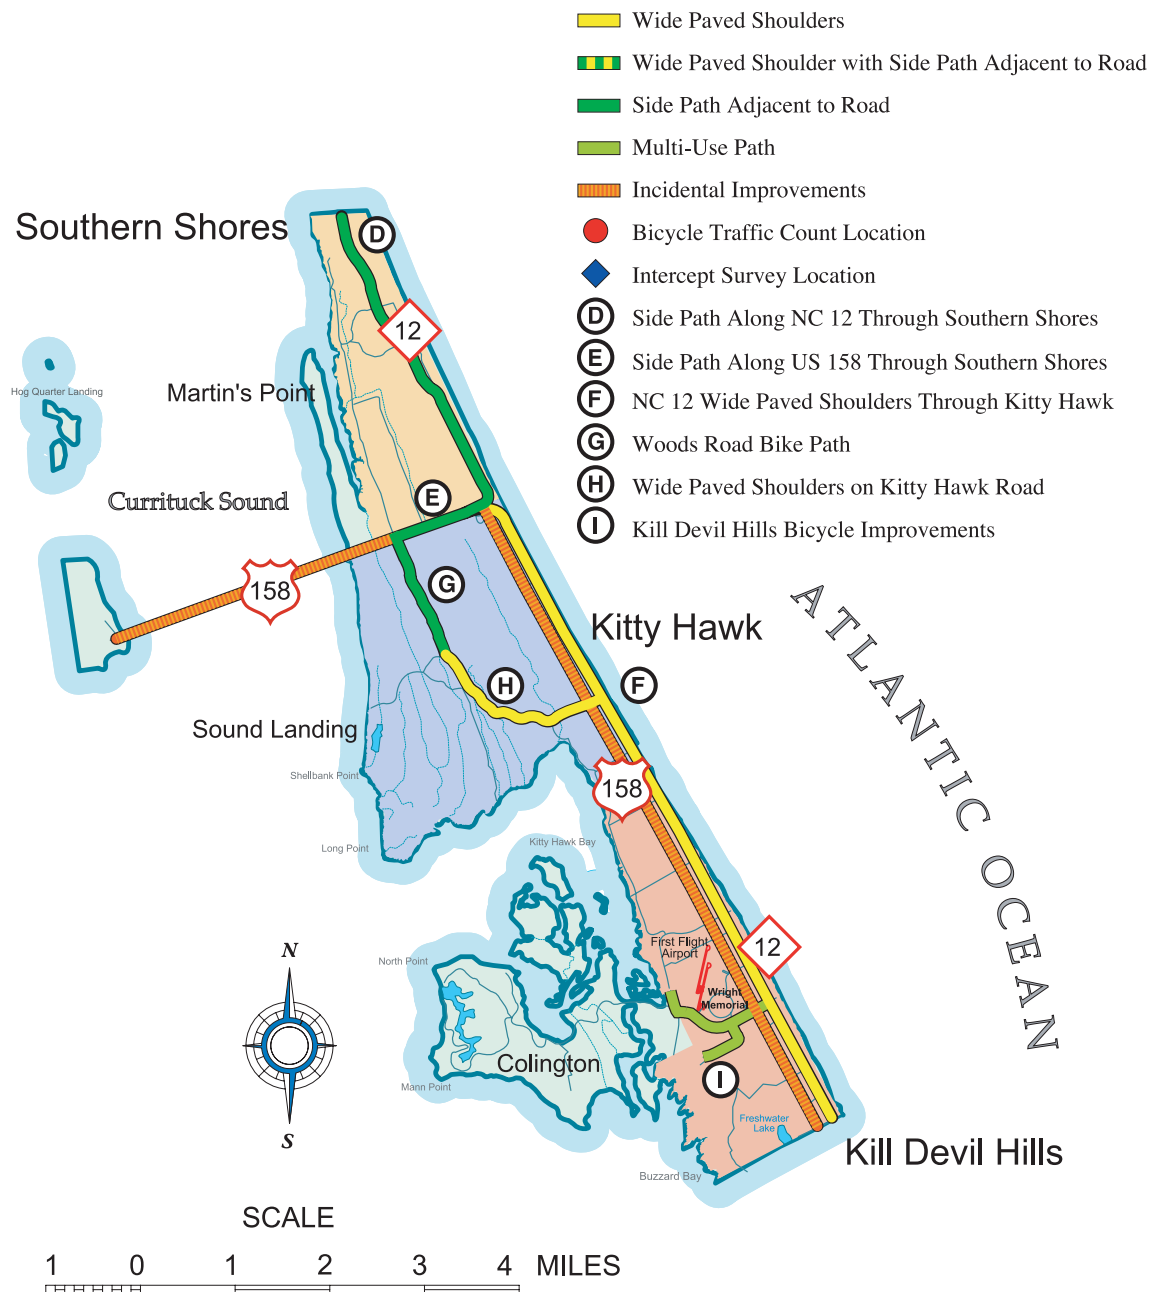 Wide Paved Shoulders
Wide Paved Shoulder with Side Path Adjacent to Road
Side Path Adjacent to Road
Multi-Use Path
Incidental Improvements
Bicycle Traffic Count Location
Intercept Survey Location
D Side Path Along NC 12 Through Southern Shores
E Side Path Along US 158 Through Southern Shores
F NC 12 Wide Paved Shoulders Through Kitty Hawk
G Woods Road Bike Path
H Wide Paved Shoulders on Kitty Hawk Road
I Kill Devil Hills Bicycle Improvements
Southern Shores
D
12
Hog Quarter Landing
Martin's Point
Currituck Sound
E
158
G
ATLANTIC OCEAN
Kitty Hawk
H
F
Sound Landing
Shellbank Point
158
Long Point
Kitty Hawk Bay
First Flight
Airport
12
North Point
Wright
Memorial
N
Colington
Mann Point
I
Freshwater
Lake
S
Kill Devil Hills
Buzzard Bay
SCALE
1 0 1 2 3 4 MILES